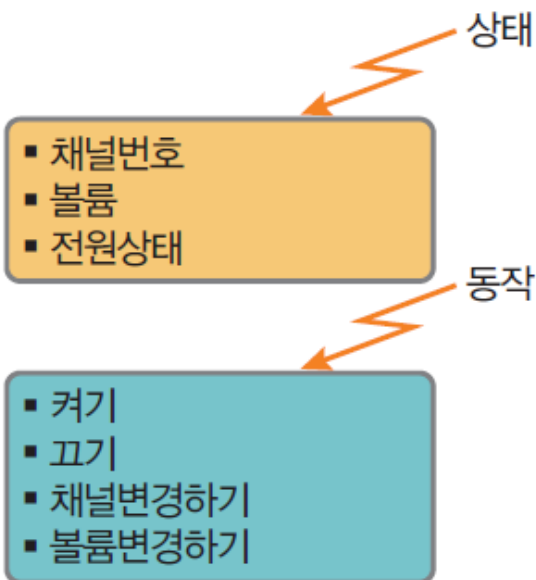 상태
▪ 채널번호
▪ 볼륨
▪ 전원상태
동작
▪ 켜기
▪ 끄기
▪ 채널변경하기
▪ 볼륨변경하기